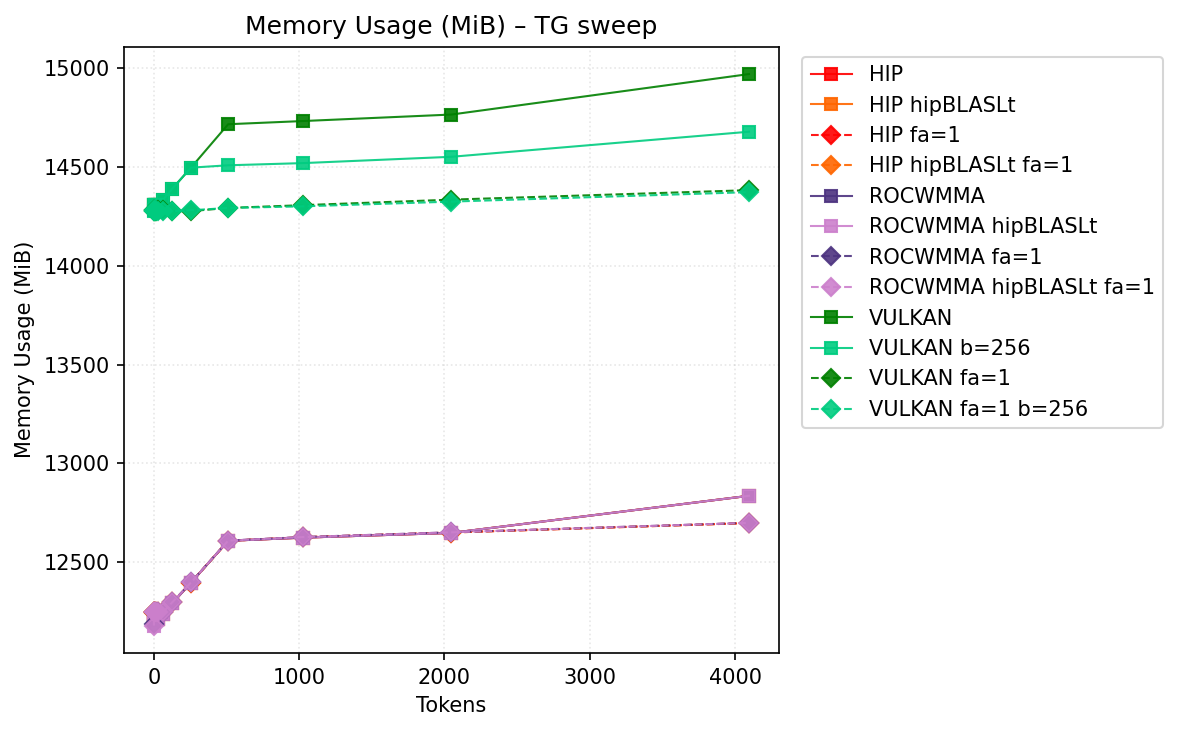 Memory Usage (MiB) – TG sweep
15000
14500
14000
13500
13000
12500
Memory Usage (MiB)
0
1000
2000
3000
4000
Tokens
HIP
HIP hipBLASLt
HIP fa=1
HIP hipBLASLt fa=1
ROCWMMA
ROCWMMA hipBLASLt
ROCWMMA fa=1
ROCWMMA hipBLASLt fa=1
VULKAN
VULKAN b=256
VULKAN fa=1
VULKAN fa=1 b=256